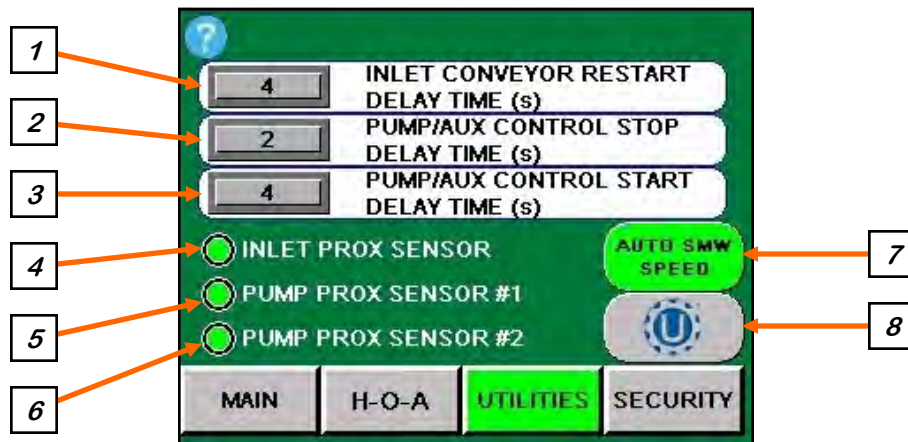 ?
1
4
INLET CONVEYOR RESTART
DELAY TIME (s)
2
2
PUMP/AUX CONTROL STOP
DELAY TIME (s)
3
4
PUMP/AUX CONTROL START
DELAY TIME (s)
4
INLET PROX SENSOR
5
PUMP PROX SENSOR #1
6
PUMP PROX SENSOR #2
AUTO SMW
SPEED
7
U
8
MAIN
H-O-A
UTILITIES
SECURITY